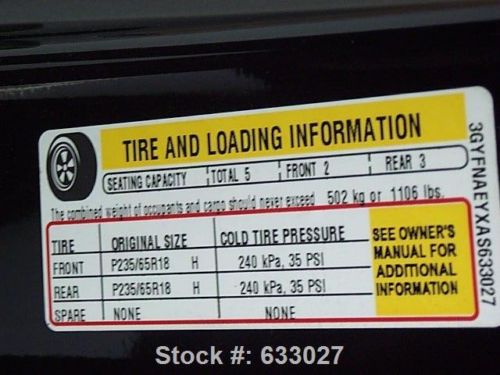 TIRE AND LOADING INFORMATION
SEATING CAPACITY TOTAL 5 FRONT 2 REAR 3
The combined weight of occupants and cargo should never exceed 502 kg or 1106 lbs.
TIRE ORIGINAL SIZE COLD TIRE PRESSURE
FRONT P235/65R18 H 240 kPa, 35 PSI
REAR P235/65R18 H 240 kPa, 35 PSI
SPARE NONE NONE
SEE OWNER'S
MANUAL FOR
ADDITIONAL
INFORMATION
3GYFNAEYXAS633027
Stock #: 633027